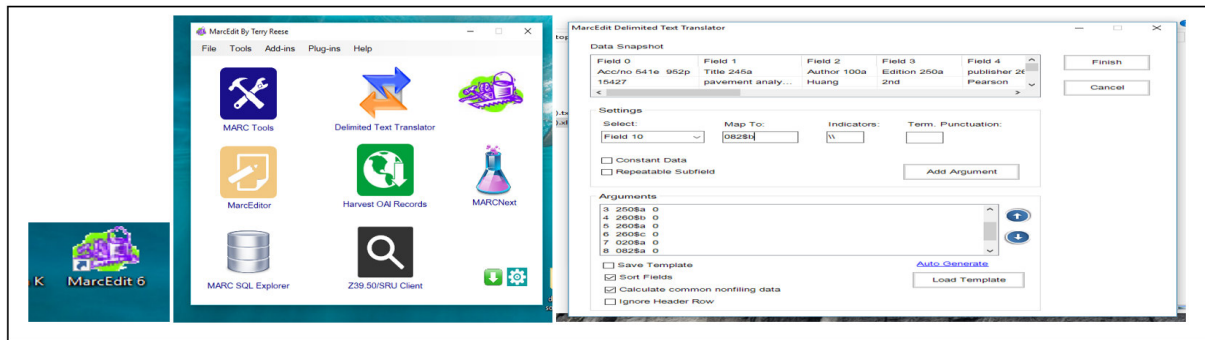 K MarcEdit 6
MarcEdit By Terry Reese
File Tools Add-ins Plug-ins Help
MARC Tools
Delimited Text Translator
MarcEditor
Harvest OAI Records
MARCNext
MARC SQL Explorer
Z39.50/SRU Client
MarcEdit Delimited Text Translator
Data Snapshot
Field 0 Field 1 Field 2 Field 3 Field 4
Acc/no 541e 952p Title 245a Author 100a Edition 250a publisher 26
15427 pavement analy... Huang 2nd Pearson
Finish
Cancel
Settings
Select: Map To: Indicators: Term. Punctuation:
Field 10 082$b \\
Constant Data
Repeatable Subfield
Add Argument
Arguments
3 250$a 0
4 260$b 0
5 260$a 0
6 260$c 0
7 020$a 0
8 082$a 0
Save Template
Auto Generate
Sort Fields
Load Template
Calculate common nonfiling data
Ignore Header Row